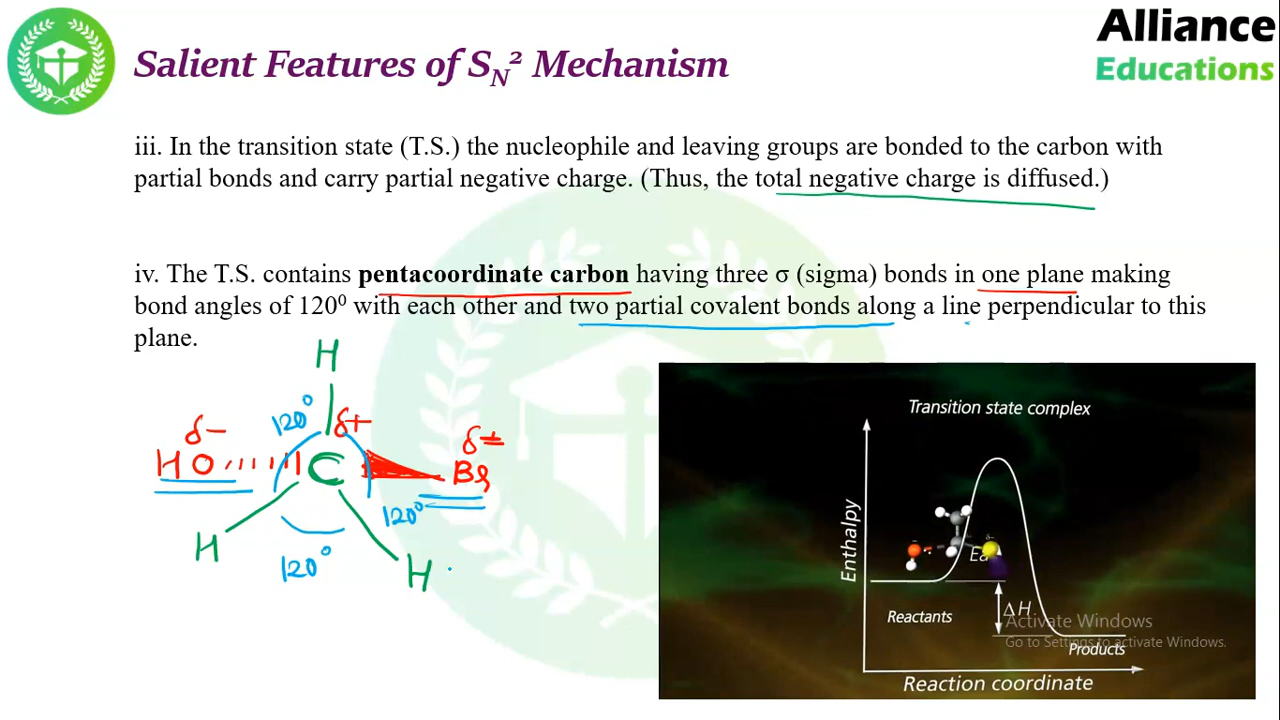 Alliance
Educations
Salient Features of SN² Mechanism
iii. In the transition state (T.S.) the nucleophile and leaving groups are bonded to the carbon with
partial bonds and carry partial negative charge. (Thus, the total negative charge is diffused.)
iv. The T.S. contains pentacoordinate carbon having three σ (sigma) bonds in one plane making
bond angles of 120⁰ with each other and two partial covalent bonds along a line perpendicular to this
plane.
H
120°
δ+
δ-
δ-
HO
C
Br
120°
H
120°
H
Transition state complex
Enthalpy
δ-
Ea
ΔH
Reactants
Products
Reaction coordinate
Activate Windows
Go to Settings to activate Windows.